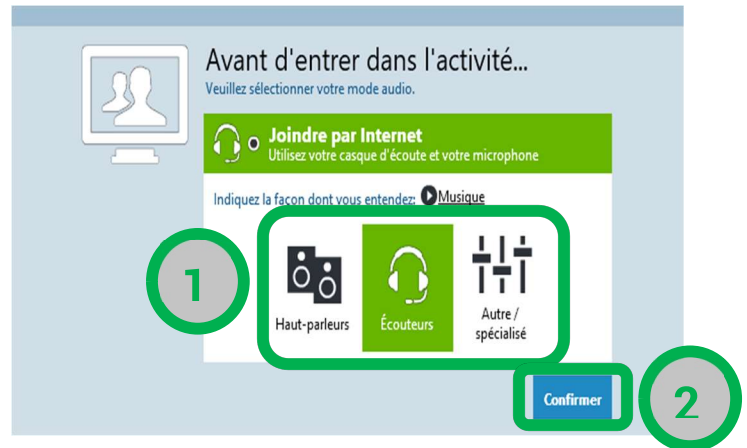 Avant d'entrer dans l'activité...
Veuillez sélectionner votre mode audio.
Joindre par Internet
Utilisez votre casque d'écoute et votre microphone
Indiquez la façon dont vous entendez: Musique
1
Haut-parleurs
Écouteurs
Autre /
spécialisé
Confirmer
2